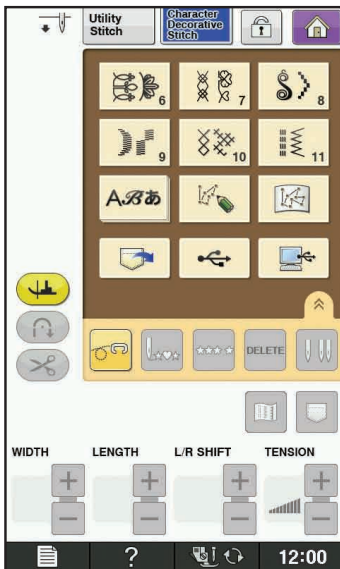 Utility
Stitch
Character
Decorative
Stitch
6
7
8
9
10
11
Aℬあ
DELETE
WIDTH
LENGTH
L/R SHIFT
TENSION
?
12:00